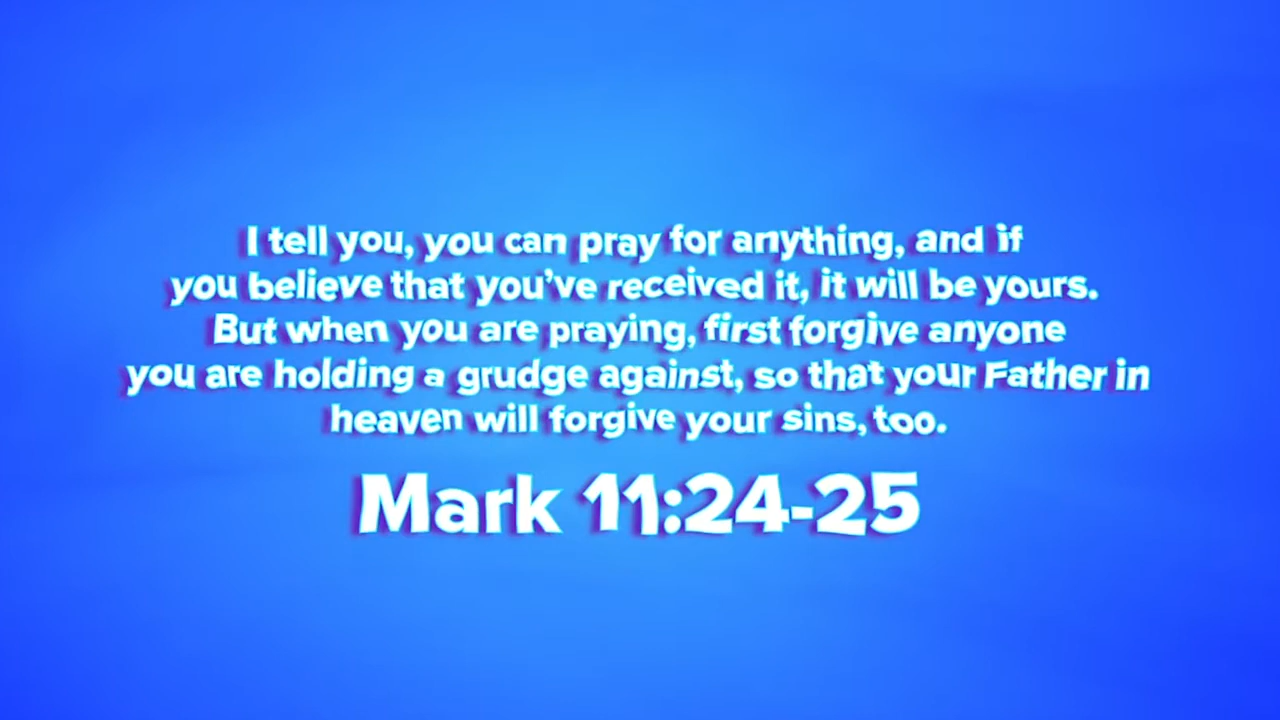 I tell you, you can pray for anything, and if
you believe that you've received it, it will be yours.
But when you are praying, first forgive anyone
you are holding a grudge against, so that your Father in
heaven will forgive your sins, too.
Mark 11:24-25